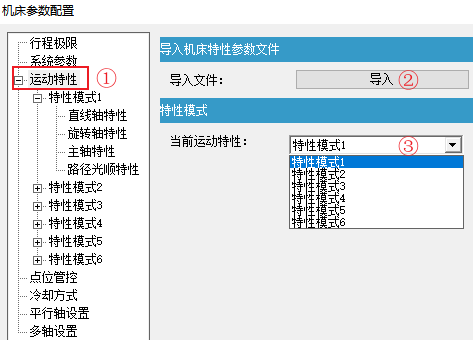 机床参数配置
行程极限
系统参数
运动特性 ①
特性模式1
直线轴特性
旋转轴特性
主轴特性
路径光顺特性
特性模式2
特性模式3
特性模式4
特性模式5
特性模式6
点位管控
冷却方式
平行轴设置
多轴设置
导入机床特性参数文件
导入文件: 导入 ②
特性模式
当前运动特性: 特性模式1 ③
特性模式1
特性模式2
特性模式3
特性模式4
特性模式5
特性模式6